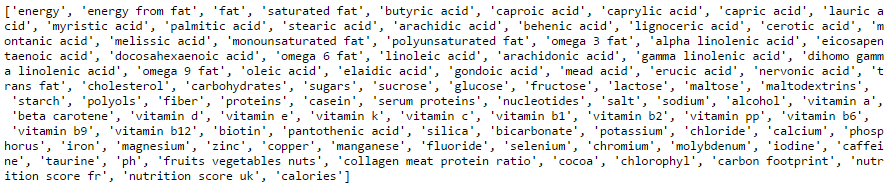 ['energy', 'energy from fat', 'fat', 'saturated fat', 'butyric acid', 'caproic acid', 'caprylic acid', 'capric acid', 'lauric a
cid', 'myristic acid', 'palmitic acid', 'stearic acid', 'arachidic acid', 'behenic acid', 'lignoceric acid', 'cerotic acid', 'm
ontanic acid', 'melissic acid', 'monounsaturated fat', 'polyunsaturated fat', 'omega 3 fat', 'alpha linolenic acid', 'eicosapen
taenoic acid', 'docosahexaenoic acid', 'omega 6 fat', 'linoleic acid', 'arachidonic acid', 'gamma linolenic acid', 'dihomo gamm
a linolenic acid', 'omega 9 fat', 'oleic acid', 'elaidic acid', 'gondoic acid', 'mead acid', 'erucic acid', 'nervonic acid', 't
rans fat', 'cholesterol', 'carbohydrates', 'sugars', 'sucrose', 'glucose', 'fructose', 'lactose', 'maltose', 'maltodextrins',
'starch', 'polyols', 'fiber', 'proteins', 'casein', 'serum proteins', 'nucleotides', 'salt', 'sodium', 'alcohol', 'vitamin a',
'beta carotene', 'vitamin d', 'vitamin e', 'vitamin k', 'vitamin c', 'vitamin b1', 'vitamin b2', 'vitamin pp', 'vitamin b6',
'vitamin b9', 'vitamin b12', 'biotin', 'pantothenic acid', 'silica', 'bicarbonate', 'potassium', 'chloride', 'calcium', 'phosp
horus', 'iron', 'magnesium', 'zinc', 'copper', 'manganese', 'fluoride', 'selenium', 'chromium', 'molybdenum', 'iodine', 'caffei
ne', 'taurine', 'ph', 'fruits vegetables nuts', 'collagen meat protein ratio', 'cocoa', 'chlorophyl', 'carbon footprint', 'nutr
ition score fr', 'nutrition score uk', 'calories']